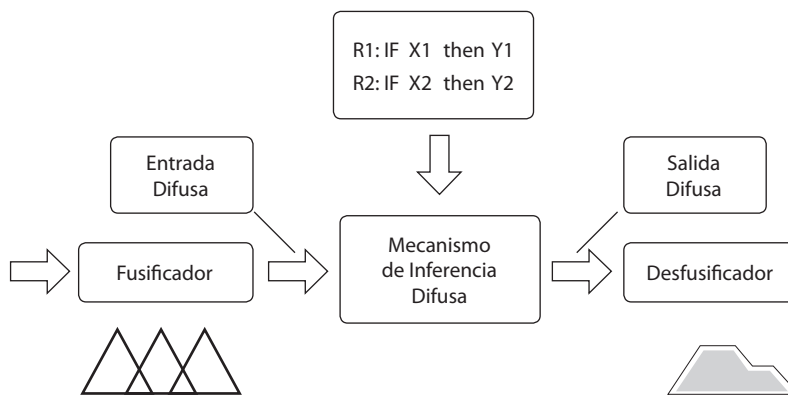 R1: IF X1 then Y1
R2: IF X2 then Y2
Entrada
Difusa
Salida
Difusa
Fusificador
Mecanismo
de Inferencia
Difusa
Desfusificador